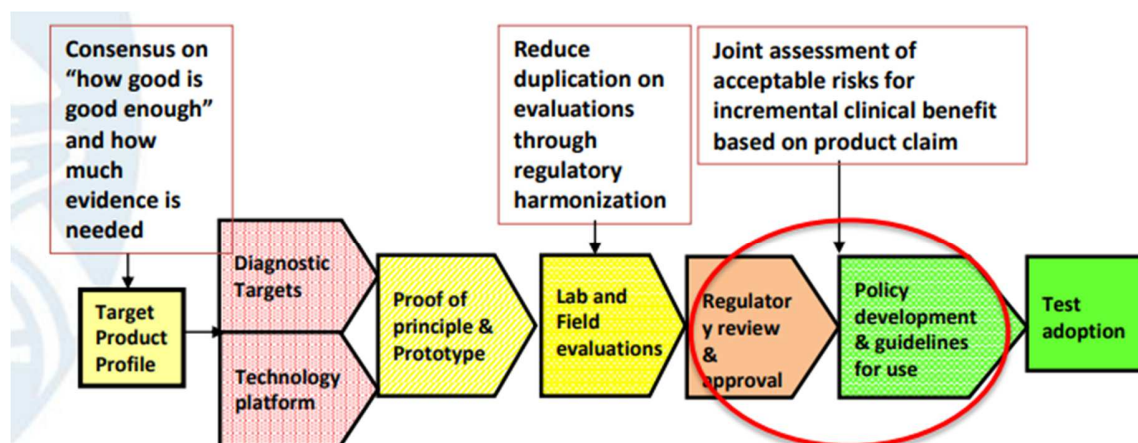 Consensus on
“how good is
good enough”
and how
much
evidence is
needed
Reduce
duplication on
evaluations
through
regulatory
harmonization
Joint assessment of
acceptable risks for
incremental clinical benefit
based on product claim
Target
Product
Profile
Diagnostic
Targets
Technology
platform
Proof of
principle &
Prototype
Lab and
Field
evaluations
Regulator
y review
&
approval
Policy
development
& guidelines
for use
Test
adoption